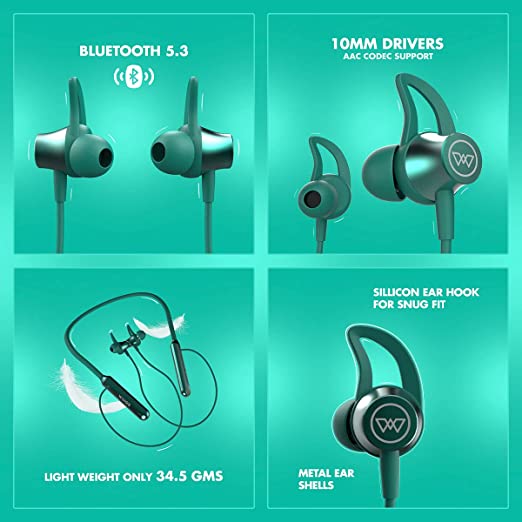 BLUETOOTH 5.3
10MM DRIVERS
AAC CODEC SUPPORT
LIGHT WEIGHT ONLY 34.5 GMS
SILLICON EAR HOOK
FOR SNUG FIT
METAL EAR
SHELLS